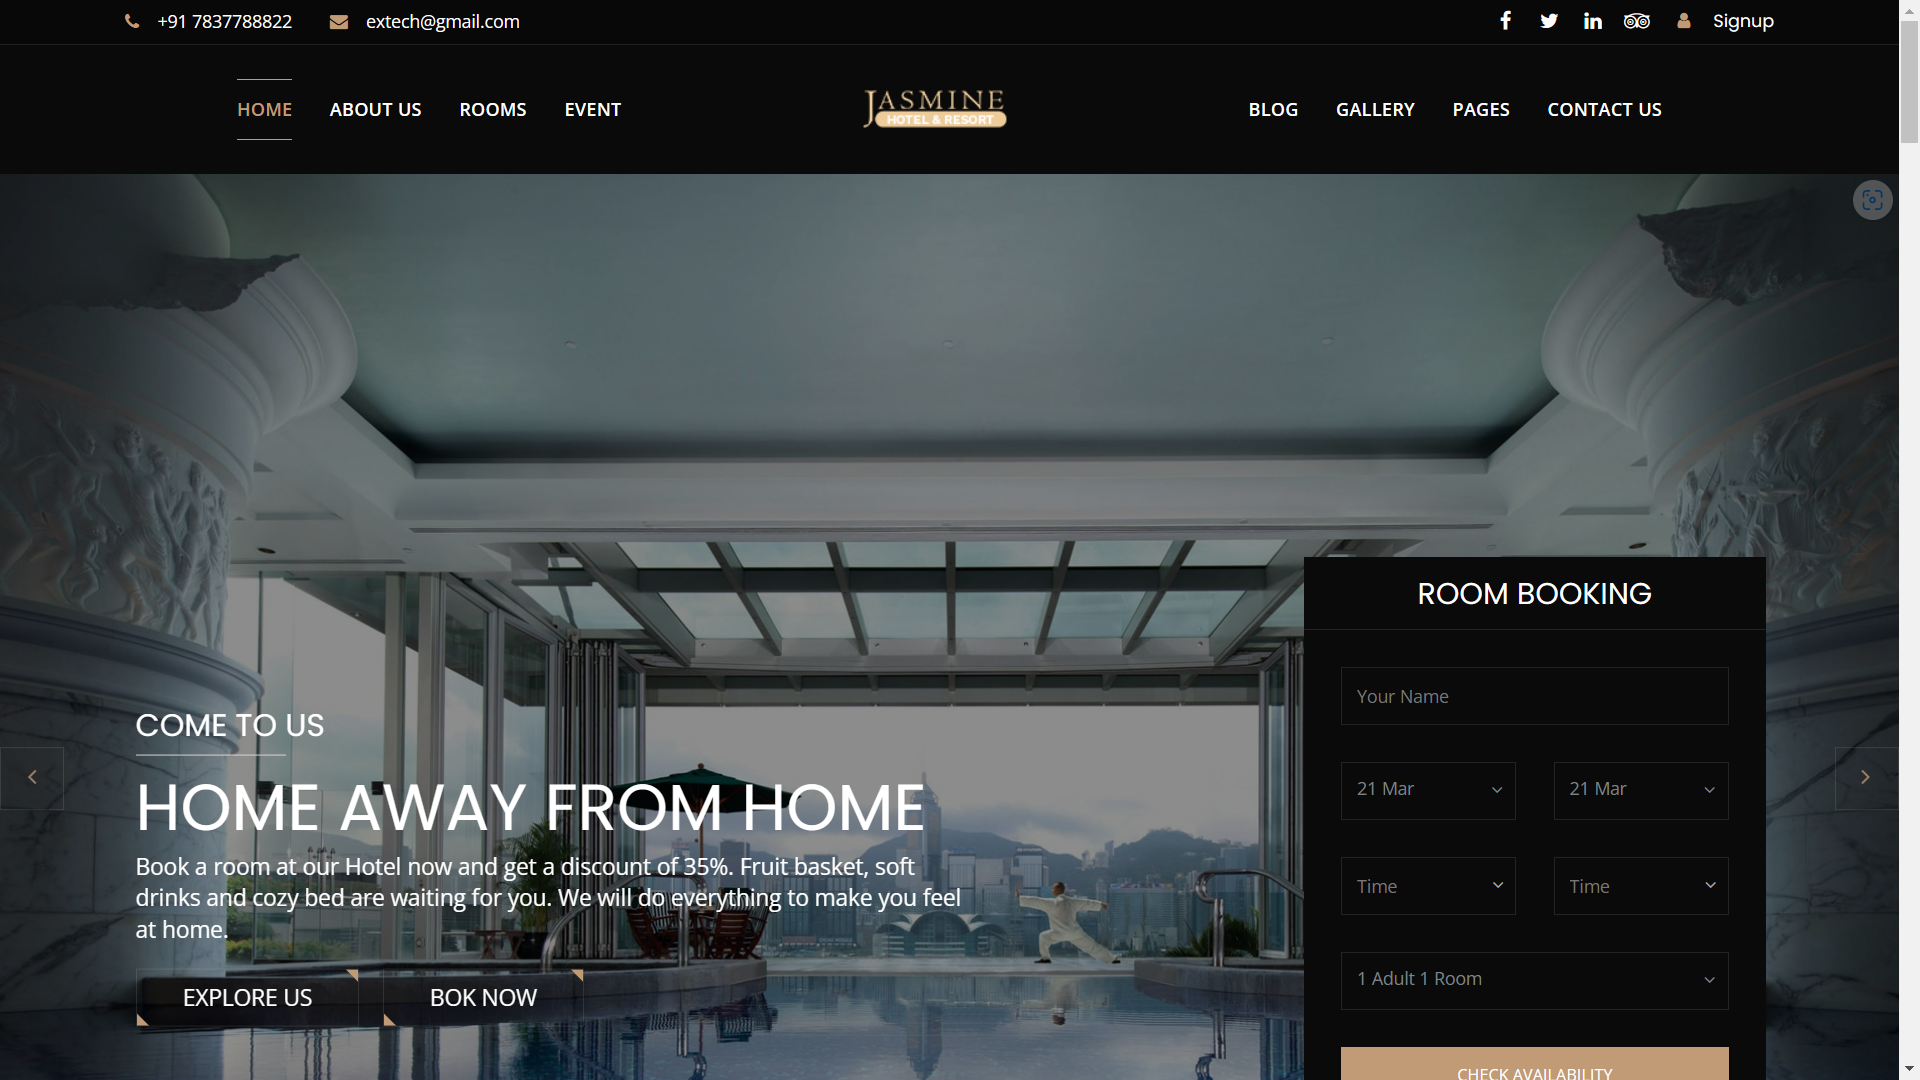 +91 7837788822
extech@gmail.com
Signup
HOME
ABOUT US
ROOMS
EVENT
JASMINE
HOTEL & RESORT
BLOG
GALLERY
PAGES
CONTACT US
COME TO US
HOME AWAY FROM HOME
Book a room at our Hotel now and get a discount of 35%. Fruit basket, soft
drinks and cozy bed are waiting for you. We will do everything to make you feel
at home.
EXPLORE US
BOK NOW
ROOM BOOKING
Your Name
21 Mar
21 Mar
Time
Time
1 Adult 1 Room
CHECK AVAILABILITY